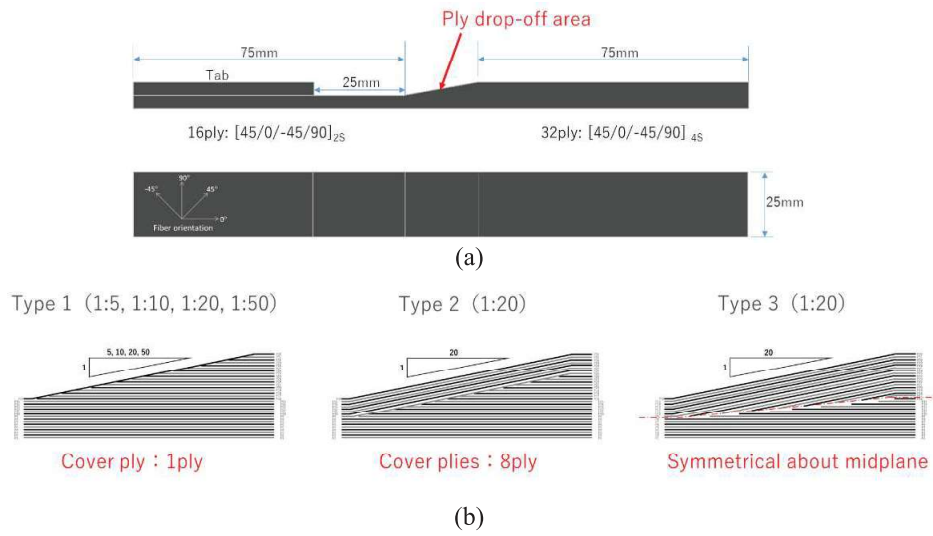 Ply drop-off area
75mm
75mm
Tab
25mm
16ply: [45/0/-45/90]2S
32ply: [45/0/-45/90] 4S
90°
-45°
45°
0°
Fiber orientation
25mm
(a)
Type 1（1:5, 1:10, 1:20, 1:50）
Type 2（1:20）
Type 3（1:20）
5, 10, 20, 50
1
20
1
20
1
Cover ply：1ply
Cover plies：8ply
Symmetrical about midplane
(b)